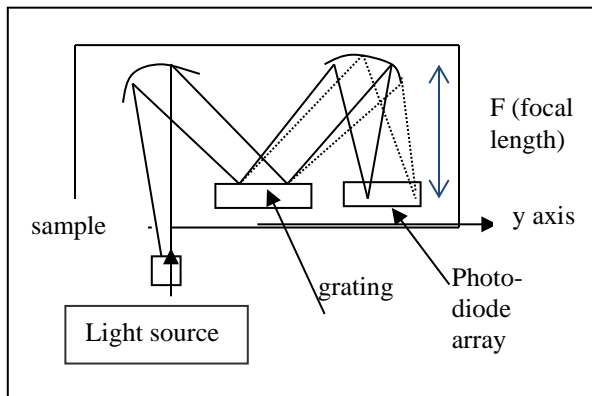 F (focal
length)
sample
y axis
grating
Photo-
diode
array
Light source